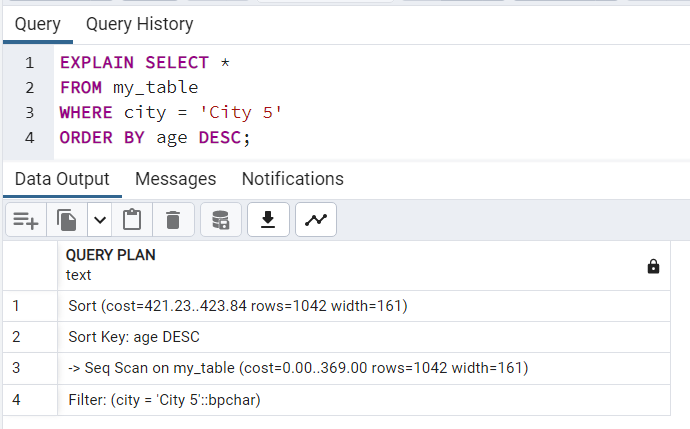 Query Query History
1 EXPLAIN SELECT *
2 FROM my_table
3 WHERE city = 'City 5'
4 ORDER BY age DESC;
Data Output Messages Notifications
QUERY PLAN
text
1 Sort (cost=421.23..423.84 rows=1042 width=161)
2 Sort Key: age DESC
3 -> Seq Scan on my_table (cost=0.00..369.00 rows=1042 width=161)
4 Filter: (city = 'City 5'::bpchar)